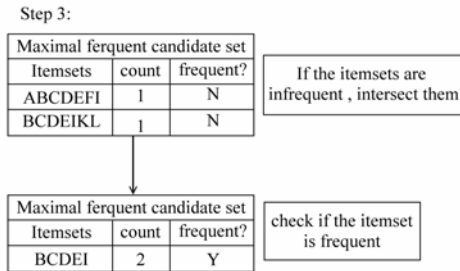 Step 3:
Maximal ferquent candidate set
Itemsets count frequent?
ABCDEFI 1 N
BCDEIKL 1 N
If the itemsets are
infrequent , intersect them
Maximal ferquent candidate set
Itemsets count frequent?
BCDEI 2 Y
check if the itemset
is frequent